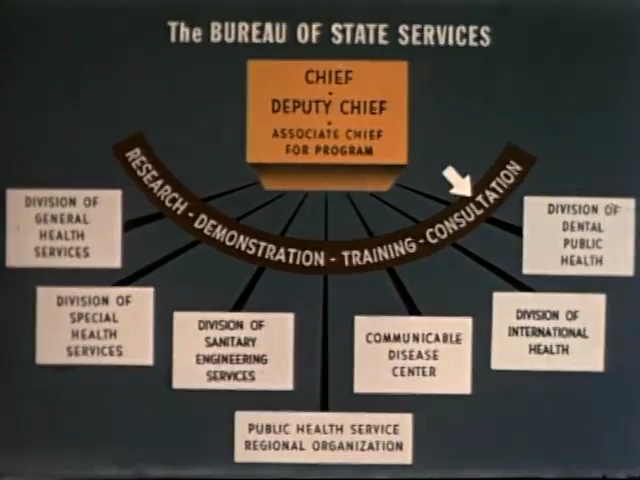 The BUREAU OF STATE SERVICES
CHIEF
DEPUTY CHIEF
ASSOCIATE CHIEF
FOR PROGRAM
RESEARCH - DEMONSTRATION - TRAINING - CONSULTATION
DIVISION OF
GENERAL
HEALTH
SERVICES
DIVISION OF
DENTAL
PUBLIC
HEALTH
DIVISION OF
SPECIAL
HEALTH
SERVICES
DIVISION OF
SANITARY
ENGINEERING
SERVICES
COMMUNICABLE
DISEASE
CENTER
DIVISION OF
INTERNATIONAL
HEALTH
PUBLIC HEALTH SERVICE
REGIONAL ORGANIZATION